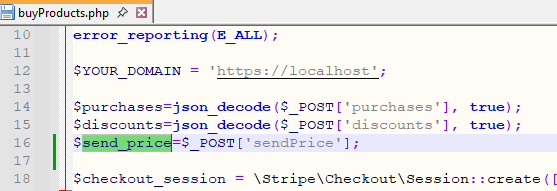 buyProducts.php
10 error_reporting(E_ALL);
11
12 $YOUR_DOMAIN = 'https://localhost';
13
14 $purchases=json_decode($_POST['purchases'], true);
15 $discounts=json_decode($_POST['discounts'], true);
16 $send_price=$_POST['sendPrice'];
17
18 $checkout_session = \Stripe\Checkout\Session::create([